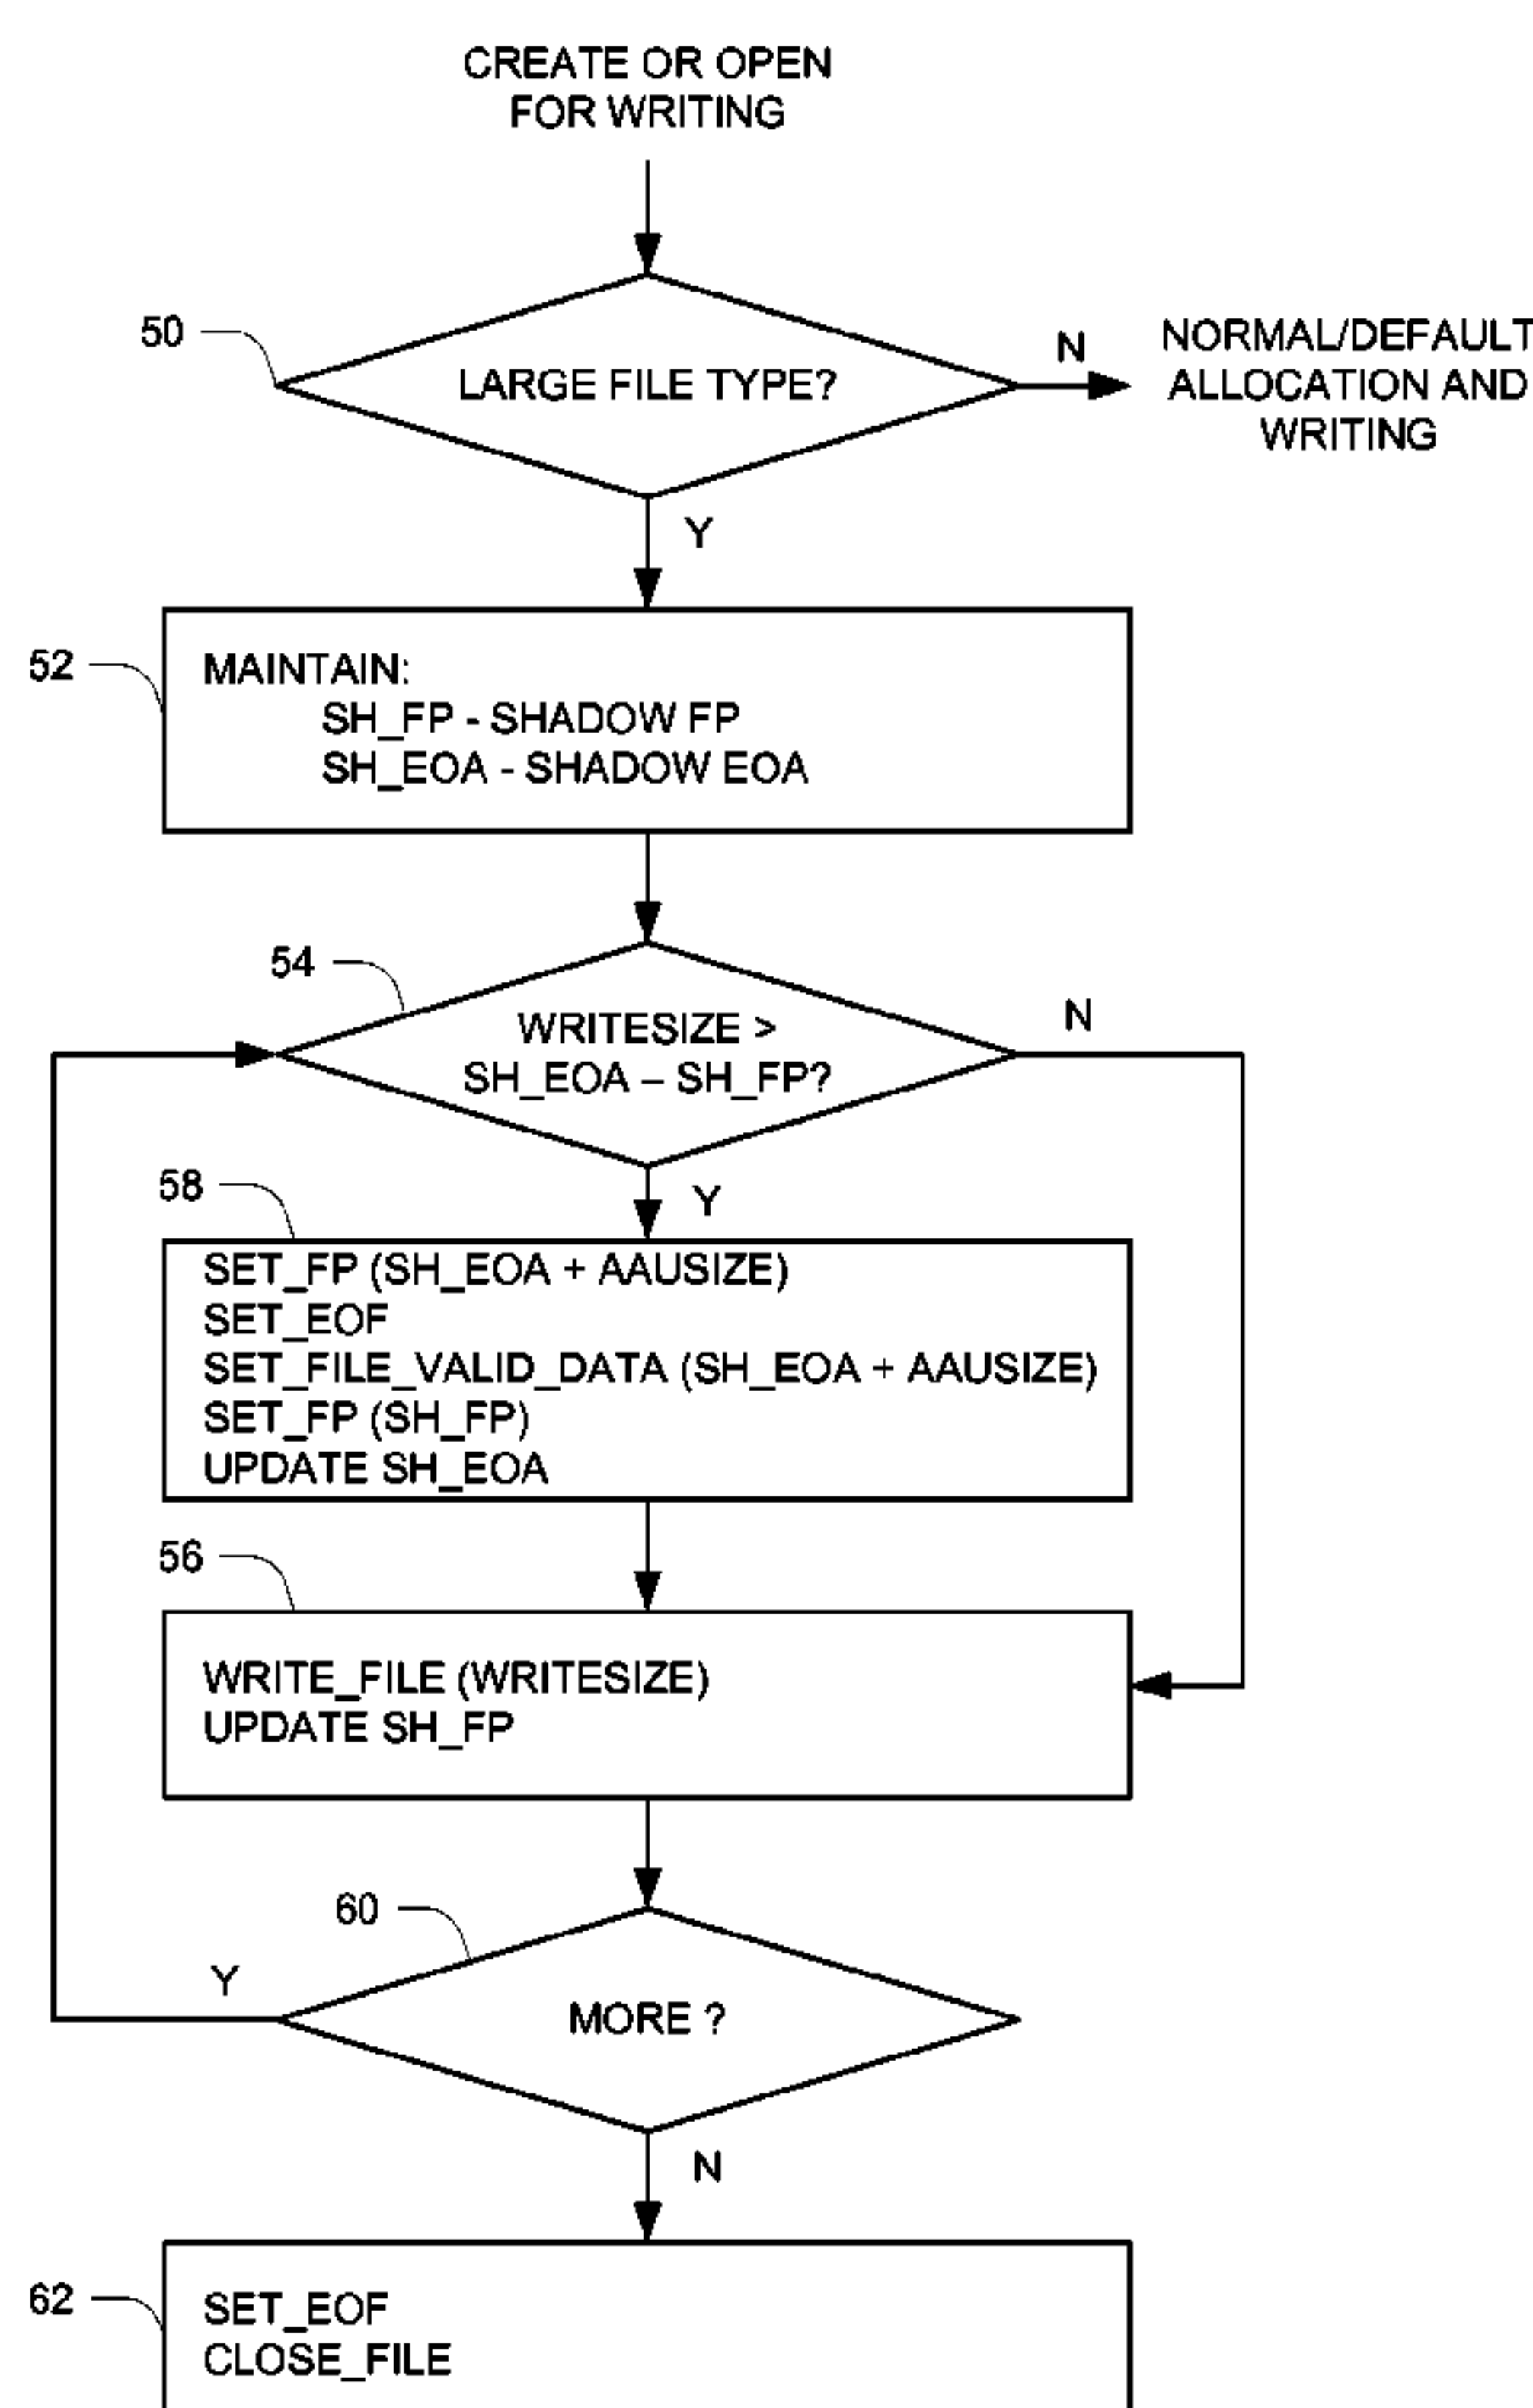 CREATE OR OPEN
FOR WRITING
50
LARGE FILE TYPE?
N
NORMAL/DEFAULT
ALLOCATION AND
WRITING
Y
52
MAINTAIN:
SH_FP - SHADOW FP
SH_EOA - SHADOW EOA
54
N
WRITESIZE >
SH_EOA – SH_FP?
58
Y
SET_FP (SH_EOA + AAUSIZE)
SET_EOF
SET_FILE_VALID_DATA (SH_EOA + AAUSIZE)
SET_FP (SH_FP)
UPDATE SH_EOA
56
WRITE_FILE (WRITESIZE)
UPDATE SH_FP
60
Y
MORE ?
N
62
SET_EOF
CLOSE_FILE